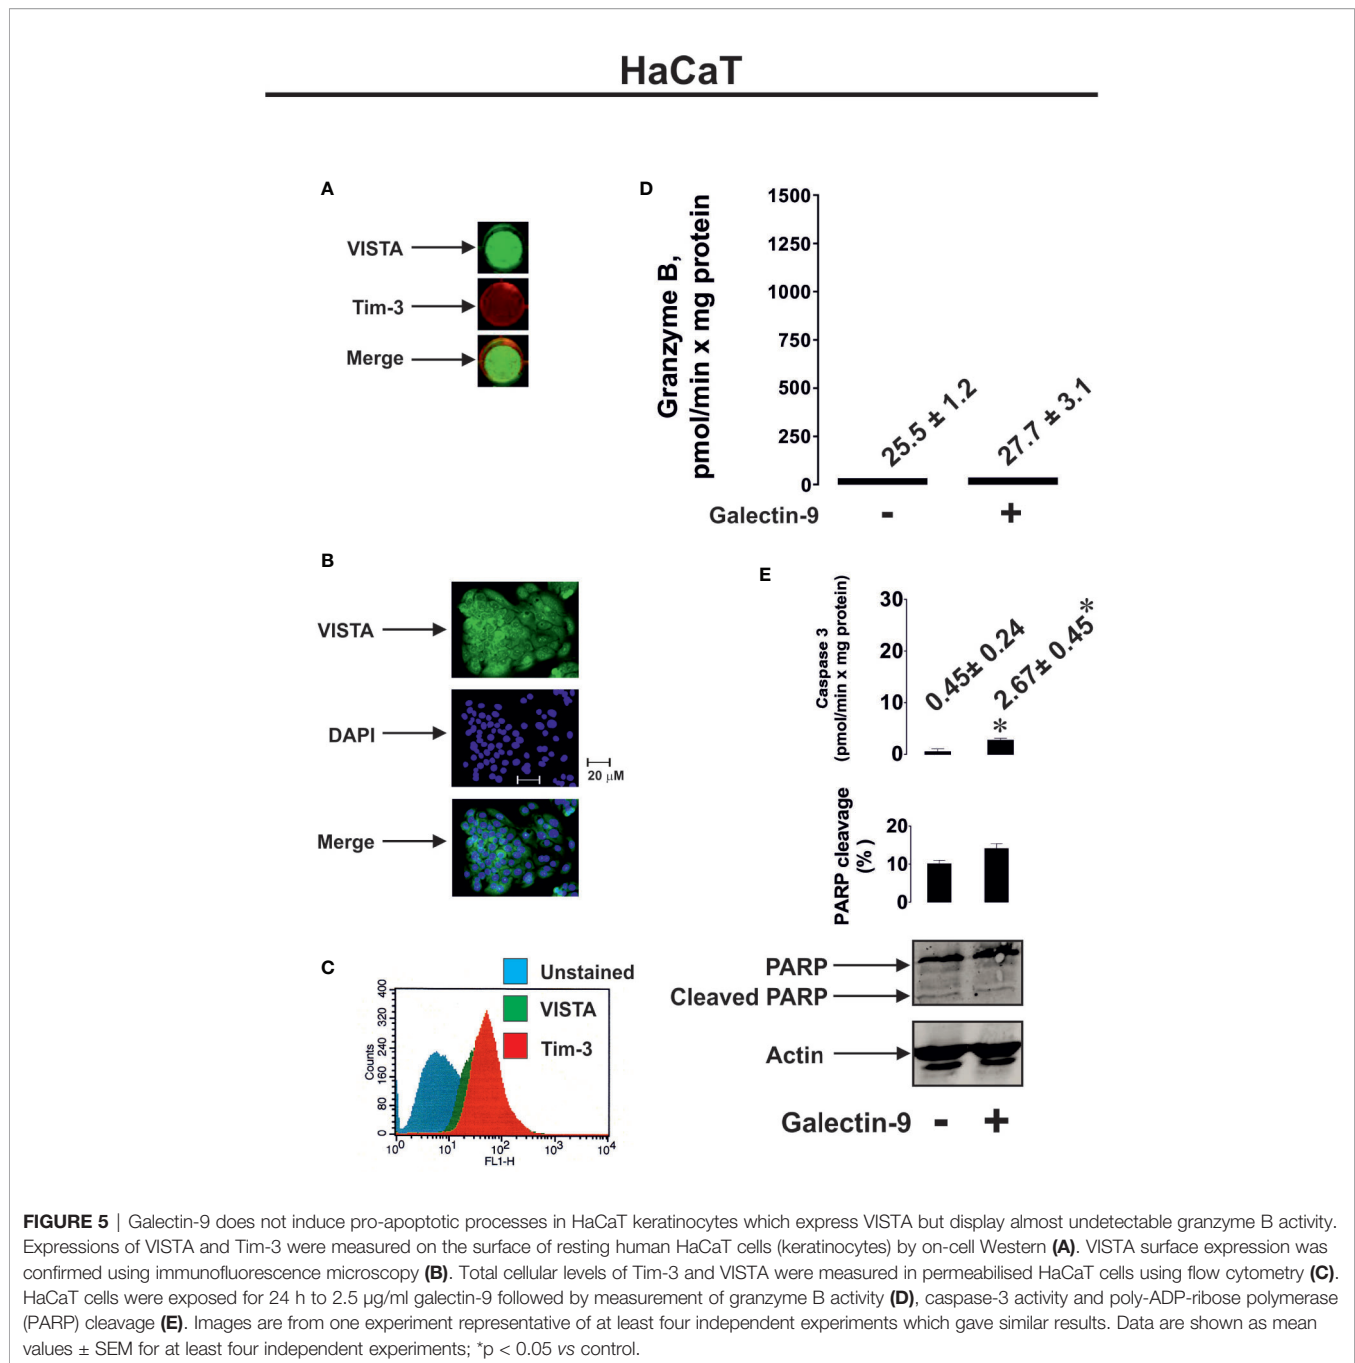 HaCaT
A
VISTA
Tim-3
Merge
D
Granzyme B,
pmol/min x mg protein
1500
1250
1000
750
500
250
0
25.5 ± 1.2
27.7 ± 3.1
Galectin-9 - +
B
VISTA
DAPI
Merge
20 µM
C
Unstained
VISTA
Tim-3
Counts
400
320
240
160
80
0
10⁰ 10¹ 10² 10³ 10⁴
FL1-H
E
Caspase 3
(pmol/min x mg protein)
30
20
10
0
0.45± 0.24
2.67± 0.45*
*
PARP cleavage
(% )
20
10
0
PARP
Cleaved PARP
Actin
Galectin-9 - +
FIGURE 5 | Galectin-9 does not induce pro-apoptotic processes in HaCaT keratinocytes which express VISTA but display almost undetectable granzyme B activity.
Expressions of VISTA and Tim-3 were measured on the surface of resting human HaCaT cells (keratinocytes) by on-cell Western (A). VISTA surface expression was
confirmed using immunofluorescence microscopy (B). Total cellular levels of Tim-3 and VISTA were measured in permeabilised HaCaT cells using flow cytometry (C).
HaCaT cells were exposed for 24 h to 2.5 µg/ml galectin-9 followed by measurement of granzyme B activity (D), caspase-3 activity and poly-ADP-ribose polymerase
(PARP) cleavage (E). Images are from one experiment representative of at least four independent experiments which gave similar results. Data are shown as mean
values ± SEM for at least four independent experiments; *p < 0.05 vs control.